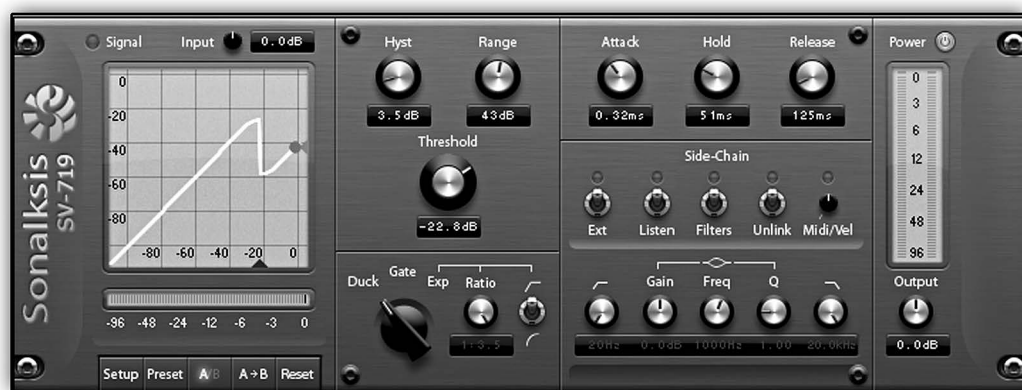 Sonalksis
SV-719
Signal Input 0.0dB
0
-20
-40
-60
-80
-80 -60 -40 -20 0
-96 -48 -24 -12 -6 -3 0
Setup Preset A/B A→B Reset
Hyst Range
3.5dB 43dB
Threshold
-22.8dB
Duck Gate Exp Ratio
1:3.5
Attack Hold Release
0.32ms 51ms 125ms
Side-Chain
Ext Listen Filters Unlink Midi/Vel
Gain Freq Q
20Hz 0.0dB 1000Hz 1.00 20.0kHz
Power
0
3
6
12
24
48
96
Output
0.0dB